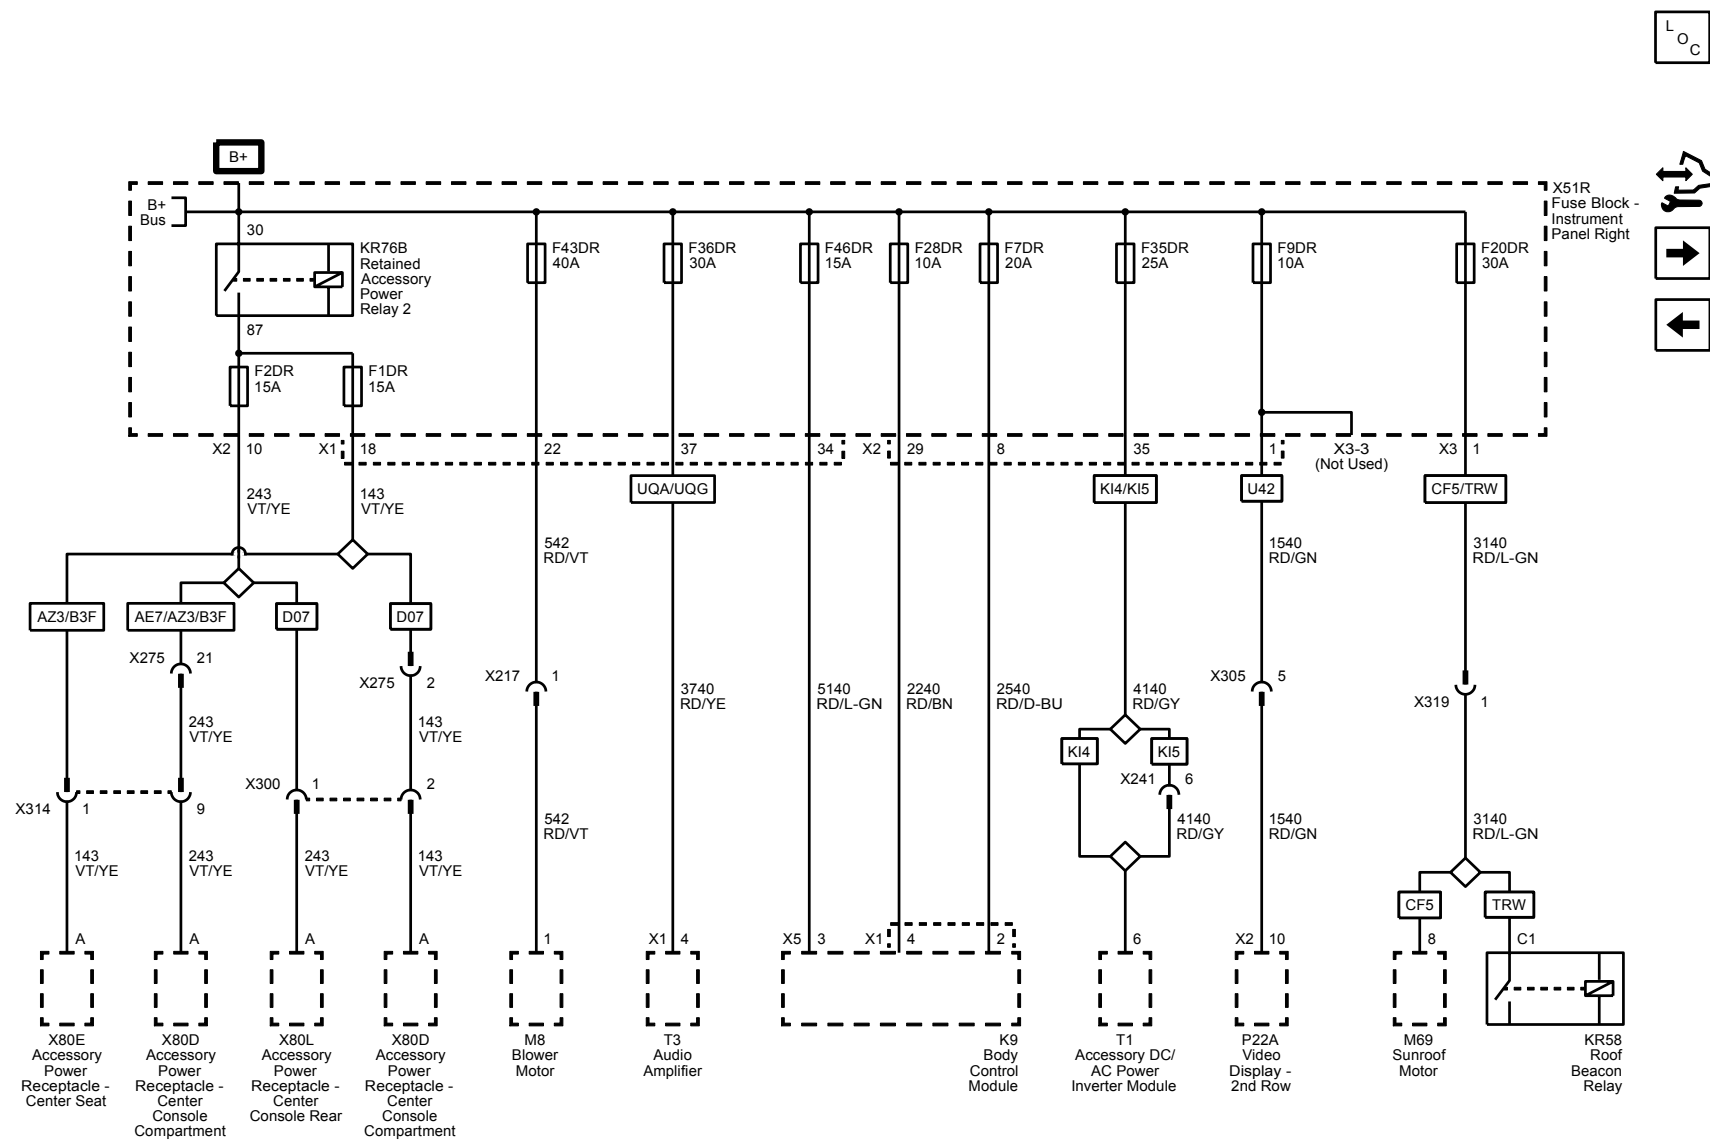 L
O
C
B+
B+
Bus
X51R
Fuse Block -
Instrument
Panel Right
30
KR76B
Retained
Accessory
Power
Relay 2
87
F43DR
40A
F36DR
30A
F46DR
15A
F28DR
10A
F7DR
20A
F35DR
25A
F9DR
10A
F20DR
30A
F2DR
15A
F1DR
15A
X2 10
X1 18
22
37
34
X2 29
8
35
1
X3-3
(Not Used)
X3 1
UQA/UQG
KI4/KI5
U42
CF5/TRW
243
VT/YE
143
VT/YE
542
RD/VT
1540
RD/GN
3140
RD/L-GN
AZ3/B3F
AE7/AZ3/B3F
D07
D07
X275 21
X275 2
X217 1
3740
RD/YE
5140
RD/L-GN
2240
RD/BN
2540
RD/D-BU
4140
RD/GY
X305 5
X319 1
243
VT/YE
143
VT/YE
KI4
KI5
X241 6
X314 1
9
X300 1
2
542
RD/VT
4140
RD/GY
1540
RD/GN
3140
RD/L-GN
143
VT/YE
243
VT/YE
243
VT/YE
143
VT/YE
CF5
TRW
A
A
A
A
1
X1 4
X5 3
X1 4
2
6
X2 10
8
C1
X80E
Accessory
Power
Receptacle -
Center Seat
X80D
Accessory
Power
Receptacle -
Center
Console
Compartment
X80L
Accessory
Power
Receptacle -
Center
Console Rear
X80D
Accessory
Power
Receptacle -
Center
Console
Compartment
M8
Blower
Motor
T3
Audio
Amplifier
K9
Body
Control
Module
T1
Accessory DC/
AC Power
Inverter Module
P22A
Video
Display -
2nd Row
M69
Sunroof
Motor
KR58
Roof
Beacon
Relay